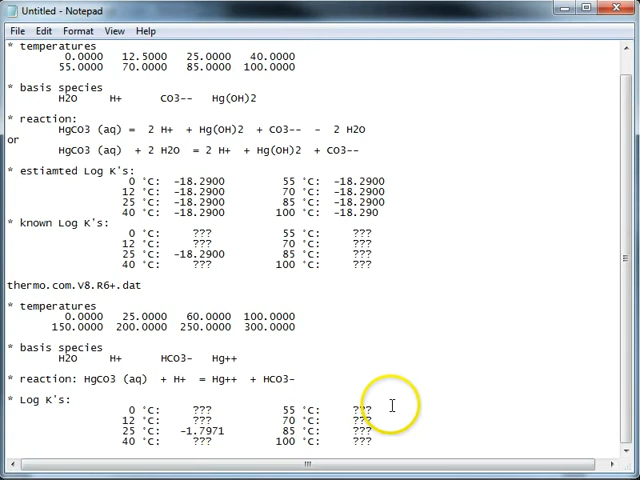 Untitled - Notepad
File Edit Format View Help
* temperatures
0.0000 12.5000 25.0000 40.0000
55.0000 70.0000 85.0000 100.0000
* basis species
H2O H+ CO3-- Hg(OH)2
* reaction:
HgCO3 (aq) = 2 H+ + Hg(OH)2 + CO3-- - 2 H2O
or
HgCO3 (aq) + 2 H2O = 2 H+ + Hg(OH)2 + CO3--
* estiamted Log K's:
0 °C: -18.2900 55 °C: -18.2900
12 °C: -18.2900 70 °C: -18.2900
25 °C: -18.2900 85 °C: -18.2900
40 °C: -18.2900 100 °C: -18.290
* known Log K's:
0 °C: ??? 55 °C: ???
12 °C: ??? 70 °C: ???
25 °C: -18.2900 85 °C: ???
40 °C: ??? 100 °C: ???
thermo.com.V8.R6+.dat
* temperatures
0.0000 25.0000 60.0000 100.0000
150.0000 200.0000 250.0000 300.0000
* basis species
H2O H+ HCO3- Hg++
* reaction: HgCO3 (aq) + H+ = Hg++ + HCO3-
* Log K's:
0 °C: ??? 55 °C: ???
12 °C: ??? 70 °C: ???
25 °C: -1.7971 85 °C: ???
40 °C: ??? 100 °C: ???